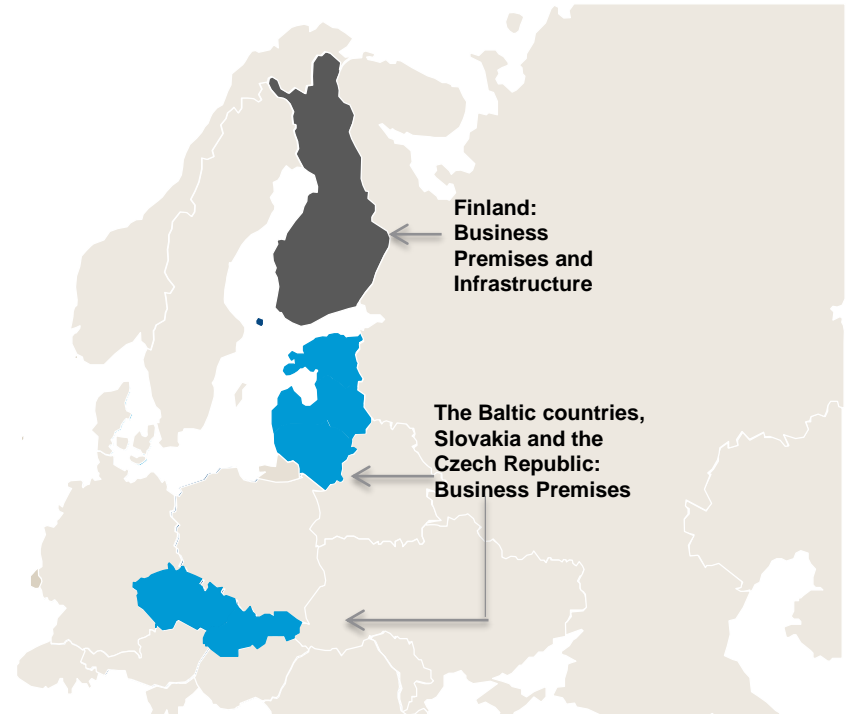 Finland:
Business
Premises and
Infrastructure
The Baltic countries,
Slovakia and the
Czech Republic:
Business Premises